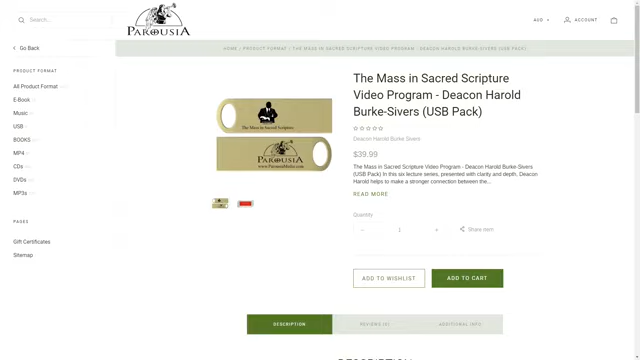 Search...
PAROUSIA
AUD
ACCOUNT
Go Back
HOME / PRODUCT FORMAT / THE MASS IN SACRED SCRIPTURE VIDEO PROGRAM - DEACON HAROLD BURKE-SIVERS (USB PACK)
PRODUCT FORMAT
All Product Format
E-Book
Music
USB
BOOKS
MP4
CDs
DVDs
MP3s
PAGES
Gift Certificates
Sitemap
The Mass in Sacred Scripture
PAROUSIA
www.ParousiaMedia.com
The Mass in Sacred Scripture
Video Program - Deacon Harold
Burke-Sivers (USB Pack)
Deacon Harold Burke Sivers
$39.99
The Mass in Sacred Scripture Video Program - Deacon Harold Burke-Sivers
(USB Pack) In this six lecture series, presented with clarity and depth, Deacon
Harold helps to make a stronger connection between the...
READ MORE
Quantity
− 1 +
Share item
ADD TO WISHLIST
ADD TO CART
DESCRIPTION
REVIEWS (0)
ADDITIONAL INFO